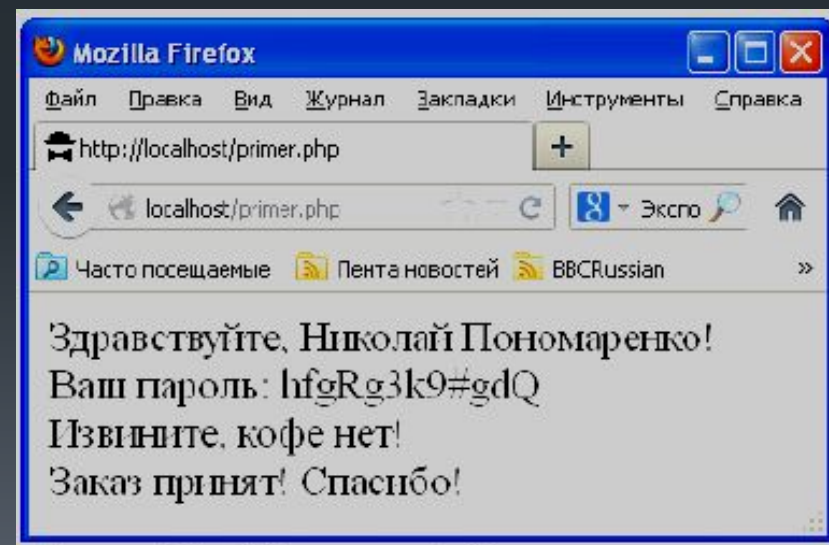 Mozilla Firefox
Файл Правка Вид Журнал Закладки Инструменты Справка
http://localhost/primer.php
localhost/primer.php Экспо
Часто посещаемые Пента новостей BBCRussian
Здравствуйте, Николай Пономаренко!
Ваш пароль: hfgRg3k9#gdQ
Извините, кофе нет!
Заказ принят! Спасибо!